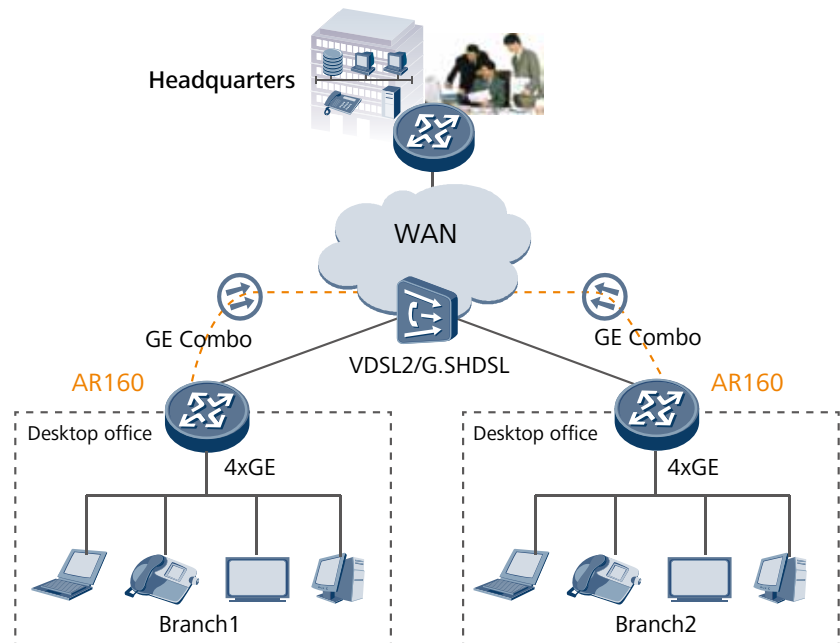 Headquarters
WAN
GE Combo
GE Combo
VDSL2/G.SHDSL
AR160
AR160
Desktop office
Desktop office
4xGE
4xGE
Branch1
Branch2